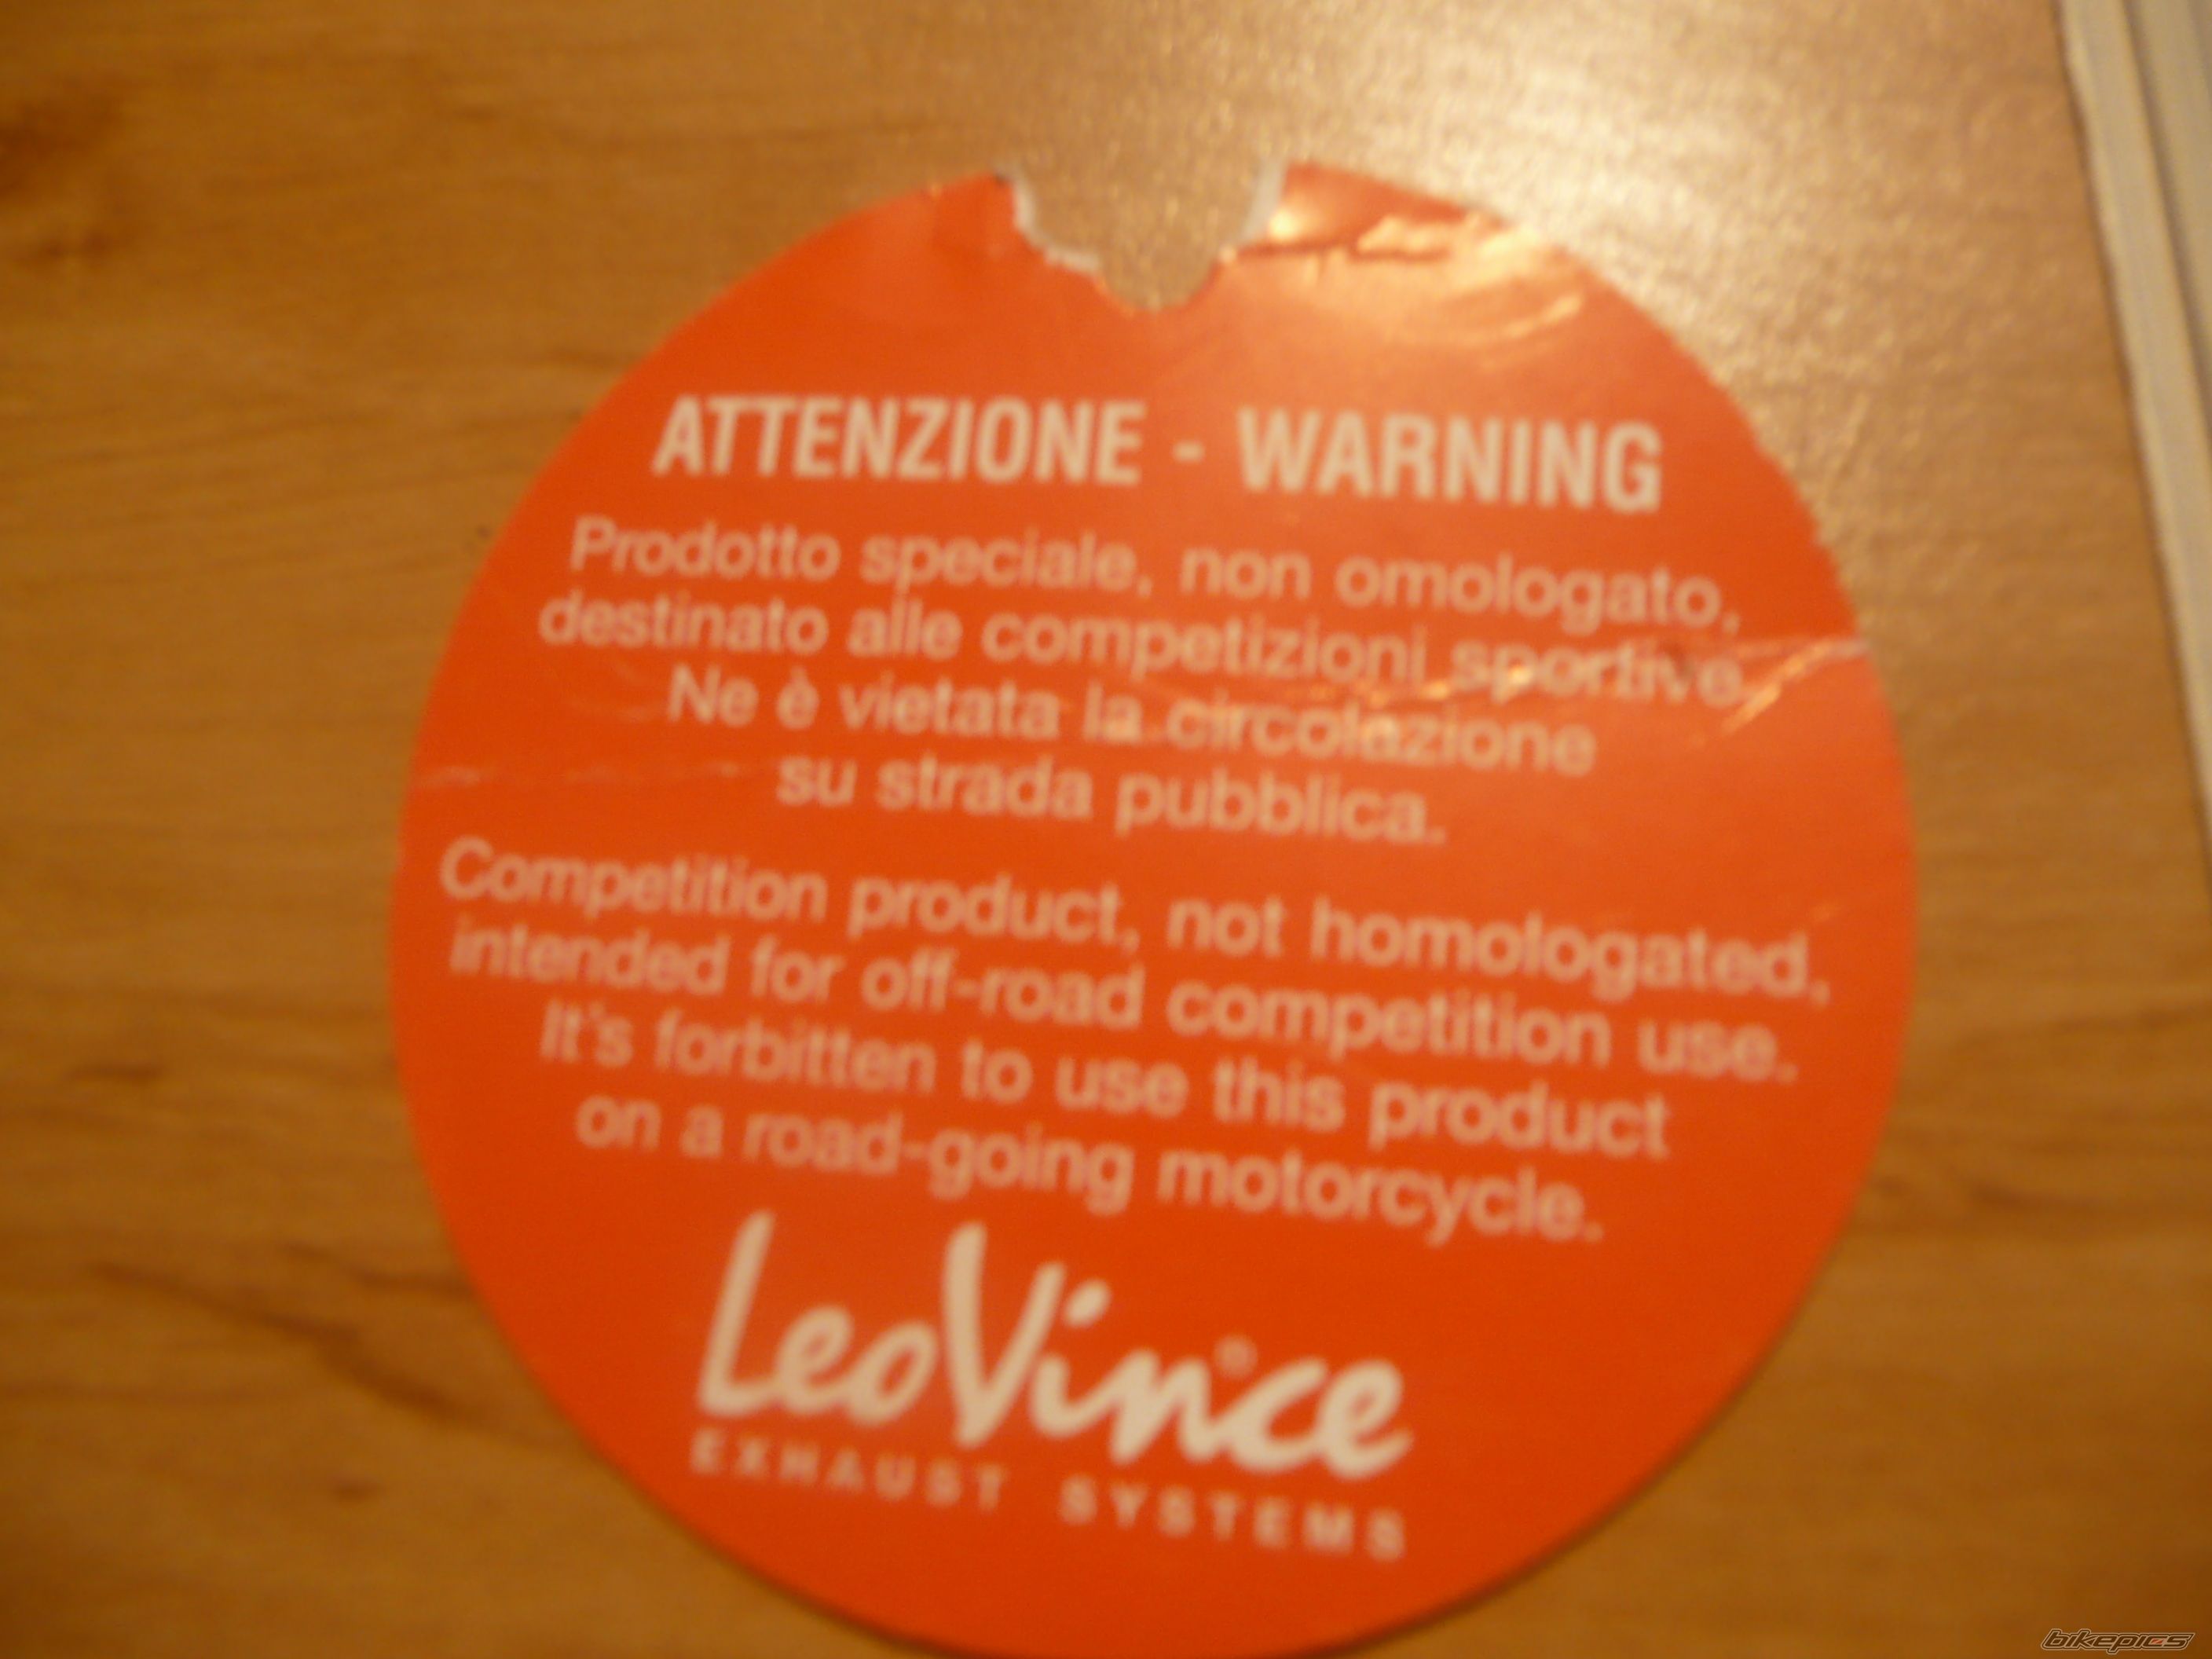 ATTENZIONE - WARNING
Prodotto speciale, non omologato,
destinato alle competizioni sportive.
Ne è vietata la circolazione
su strada pubblica.
Competition product, not homologated,
intended for off-road competition use.
It's forbitten to use this product
on a road-going motorcycle.
LeoVince®
EXHAUST SYSTEMS
bikepics